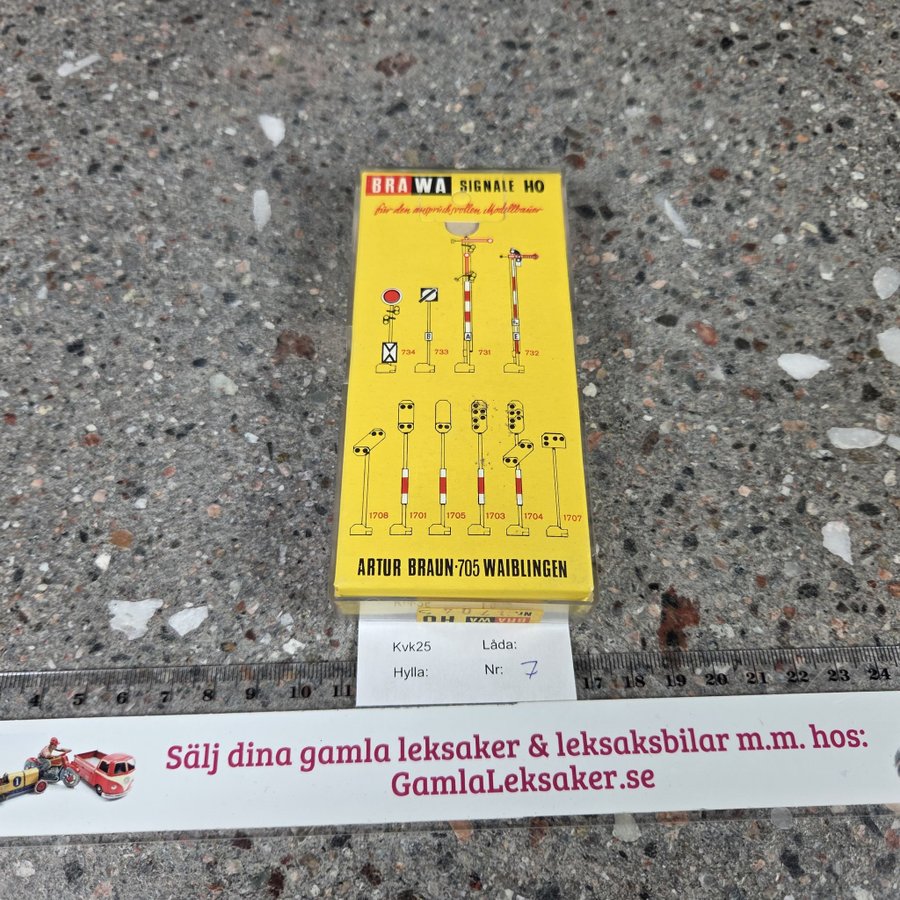 BRAWA SIGNALE HO
für den anspruchsvollen Modellbauer
734 733 731 732
B A E
1708 1701 1705 1703 1704 1707
ARTUR BRAUN·705 WAIBLINGEN
BRAWA HO
Kvk25 Låda:
Hylla: Nr: 7
4 5 6 7 8 9 10 11 17 18 19 20 21 22 23 24
Sälj dina gamla leksaker & leksaksbilar m.m. hos:
GamlaLeksaker.se